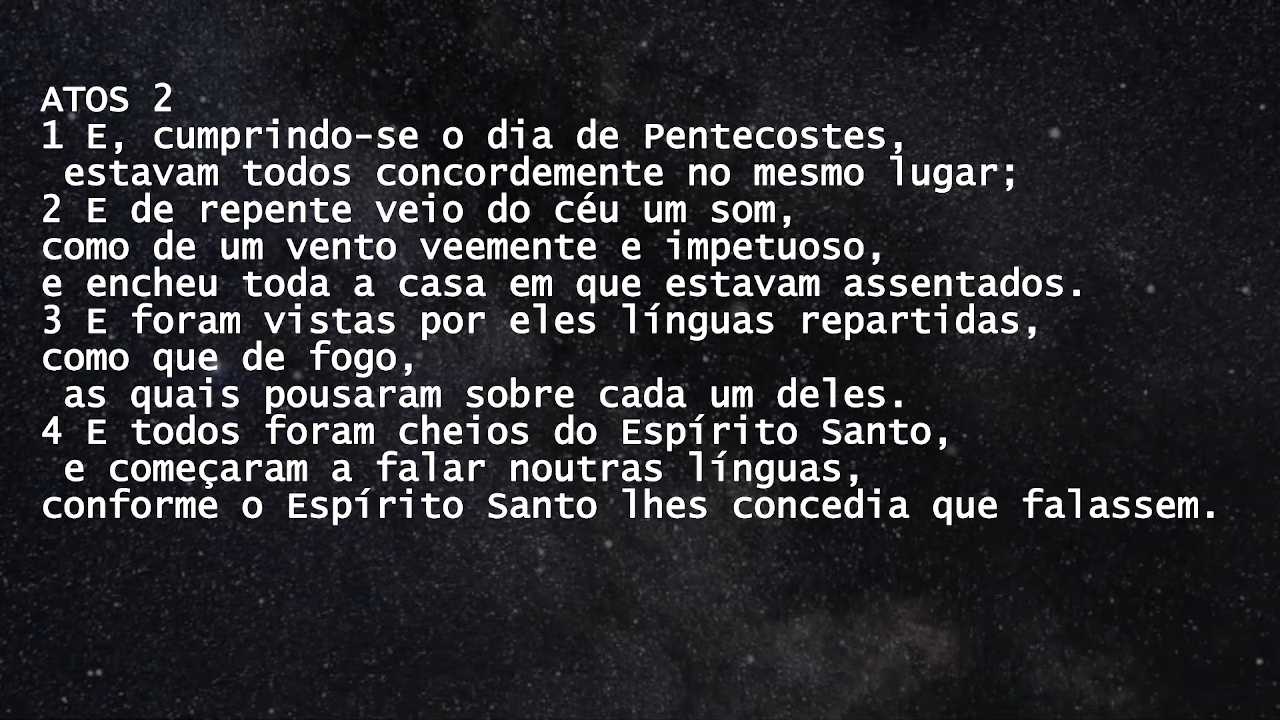 ATOS 2
1 E, cumprindo-se o dia de Pentecostes,
estavam todos concordemente no mesmo lugar;
2 E de repente veio do céu um som,
como de um vento veemente e impetuoso,
e encheu toda a casa em que estavam assentados.
3 E foram vistas por eles línguas repartidas,
como que de fogo,
as quais pousaram sobre cada um deles.
4 E todos foram cheios do Espírito Santo,
e começaram a falar noutras línguas,
conforme o Espírito Santo lhes concedia que falassem.